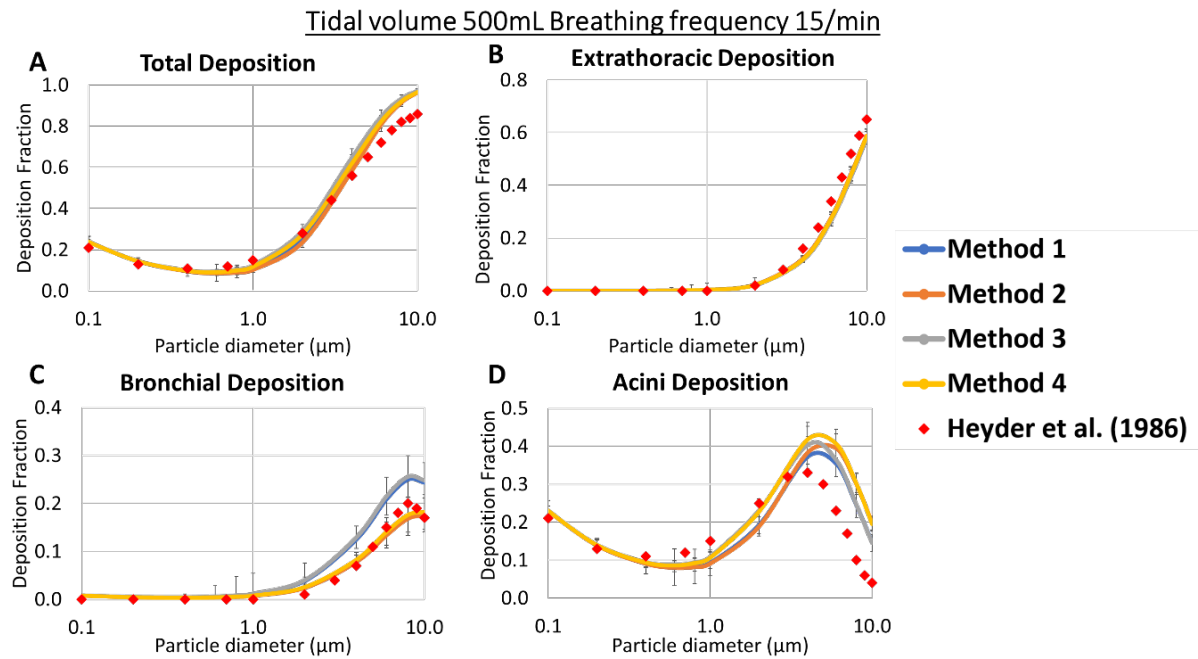 Tidal volume 500mL Breathing frequency 15/min
A
Total Deposition
Deposition Fraction
1.0
0.8
0.6
0.4
0.2
0.0
0.1
1.0
10.0
Particle diameter (μm)
B
Extrathoracic Deposition
Deposition Fraction
0.8
0.6
0.4
0.2
0.0
0.1
1.0
10.0
Particle diameter (μm)
C
Bronchial Deposition
Deposition Fraction
0.4
0.3
0.2
0.1
0.0
0.1
1.0
10.0
Particle diameter (μm)
D
Acini Deposition
Deposition Fraction
0.5
0.4
0.3
0.2
0.1
0.0
0.1
1.0
10.0
Particle diameter (μm)
Method 1
Method 2
Method 3
Method 4
Heyder et al. (1986)